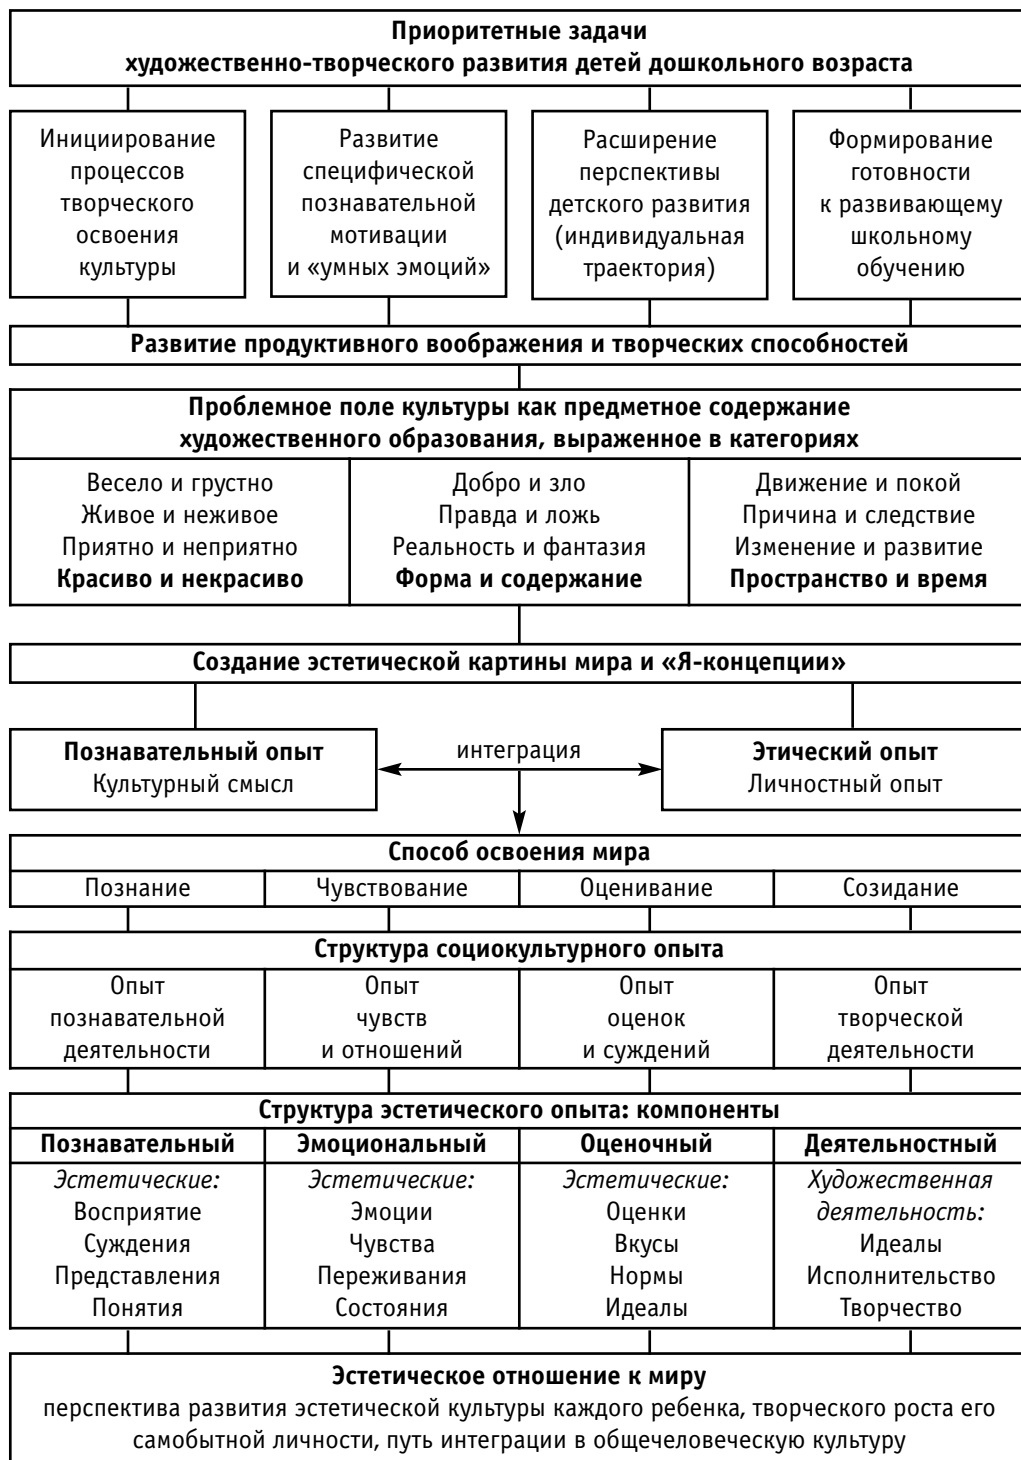 Приоритетные задачи
художественно-творческого развития детей дошкольного возраста
Инициирование
процессов
творческого
освоения
культуры
Развитие
специфической
познавательной
мотивации
и «умных эмоций»
Расширение
перспективы
детского развития
(индивидуальная
траектория)
Формирование
готовности
к развивающему
школьному
обучению
Развитие продуктивного воображения и творческих способностей
Проблемное поле культуры как предметное содержание
художественного образования, выраженное в категориях
Весело и грустно
Живое и неживое
Приятно и неприятно
Красиво и некрасиво
Добро и зло
Правда и ложь
Реальность и фантазия
Форма и содержание
Движение и покой
Причина и следствие
Изменение и развитие
Пространство и время
Создание эстетической картины мира и «Я-концепции»
Познавательный опыт
Культурный смысл
интеграция
Этический опыт
Личностный опыт
Способ освоения мира
Познание
Чувствование
Оценивание
Созидание
Структура социокультурного опыта
Опыт
познавательной
деятельности
Опыт
чувств
и отношений
Опыт
оценок
и суждений
Опыт
творческой
деятельности
Структура эстетического опыта: компоненты
Познавательный
Эстетические:
Восприятие
Суждения
Представления
Понятия
Эмоциональный
Эстетические:
Эмоции
Чувства
Переживания
Состояния
Оценочный
Эстетические:
Оценки
Вкусы
Нормы
Идеалы
Деятельностный
Художественная
деятельность:
Идеалы
Исполнительство
Творчество
Эстетическое отношение к миру
перспектива развития эстетической культуры каждого ребенка, творческого роста его
самобытной личности, путь интеграции в общечеловеческую культуру